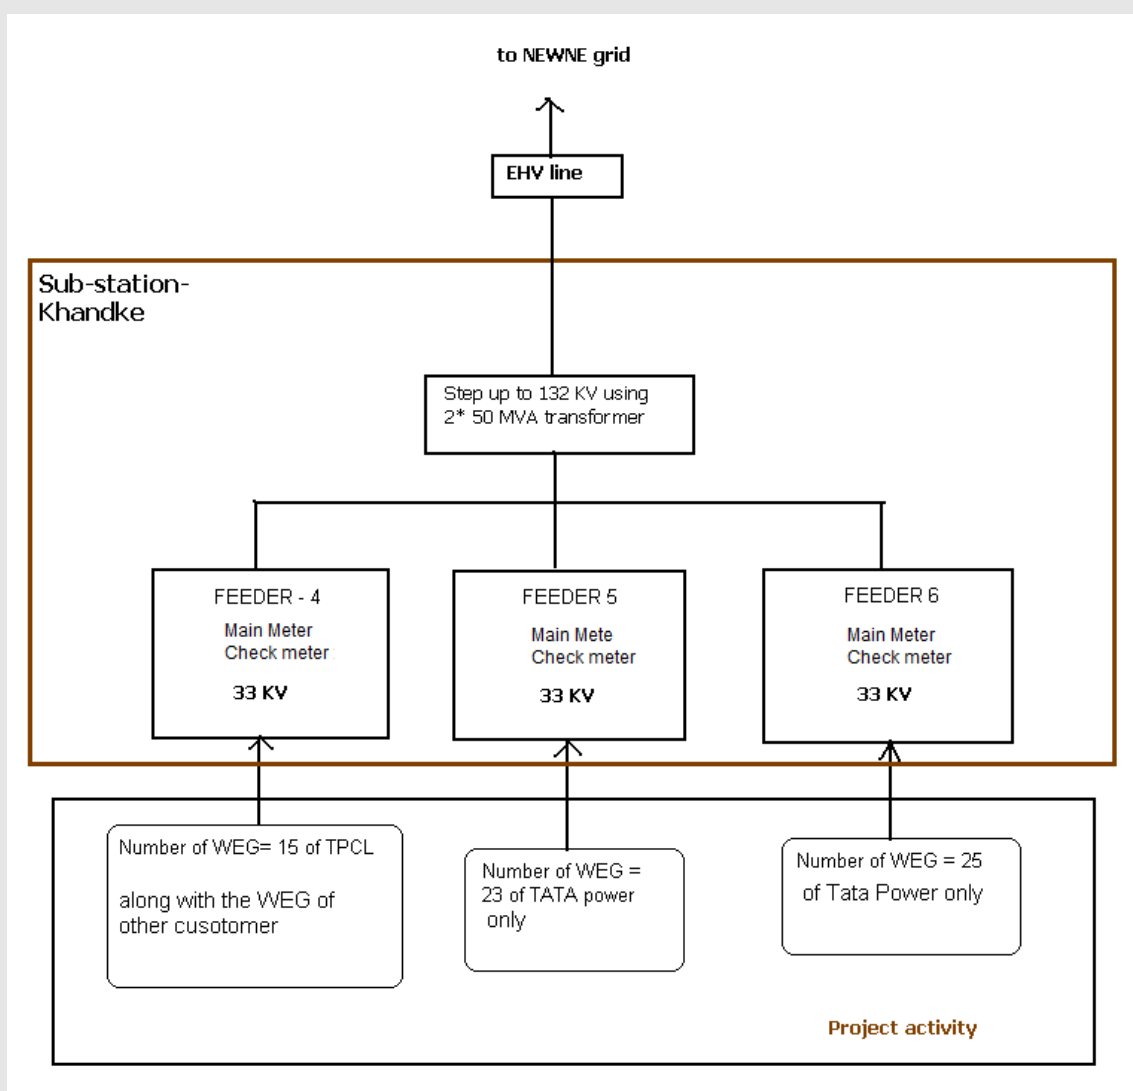 to NEWNE grid
EHV line
Sub-station-
Khandke
Step up to 132 KV using
2* 50 MVA transformer
FEEDER - 4
Main Meter
Check meter
33 KV
FEEDER 5
Main Mete
Check meter
33 KV
FEEDER 6
Main Meter
Check meter
33 KV
Number of WEG= 15 of TPCL
along with the WEG of
other cusotomer
Number of WEG =
23 of TATA power
only
Number of WEG = 25
of Tata Power only
Project activity